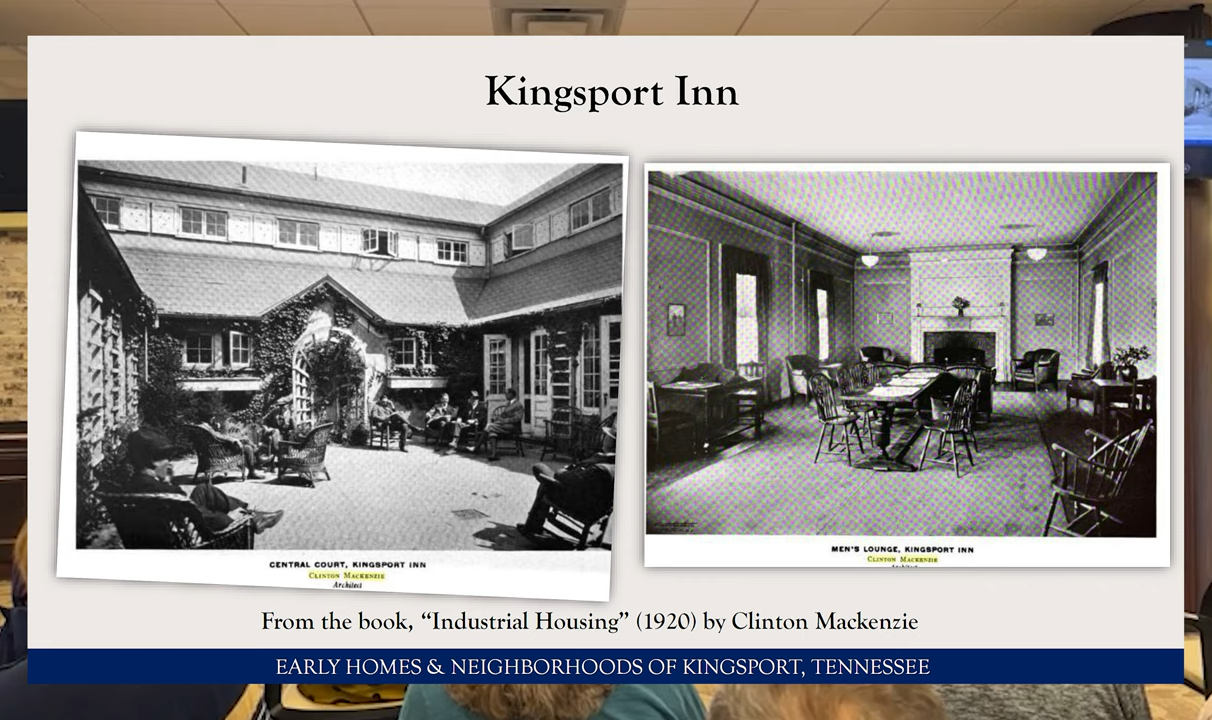 Kingsport Inn
CENTRAL COURT, KINGSPORT INN
CLINTON MACKENZIE
Architect
MEN'S LOUNGE, KINGSPORT INN
CLINTON MACKENZIE
From the book, “Industrial Housing” (1920) by Clinton Mackenzie
EARLY HOMES & NEIGHBORHOODS OF KINGSPORT, TENNESSEE